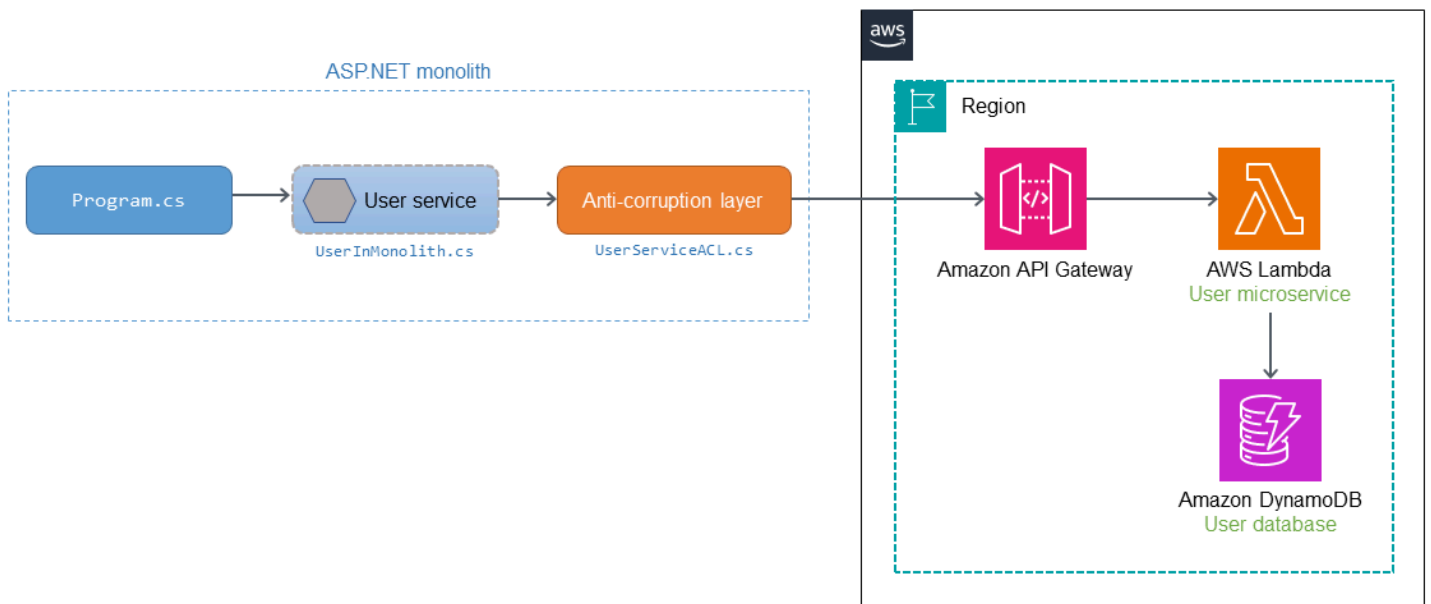 aws
ASP.NET monolith
Region
Program.cs
User service
Anti-corruption layer
UserInMonolith.cs
UserServiceACL.cs
</>
Amazon API Gateway
AWS Lambda
User microservice
Amazon DynamoDB
User database